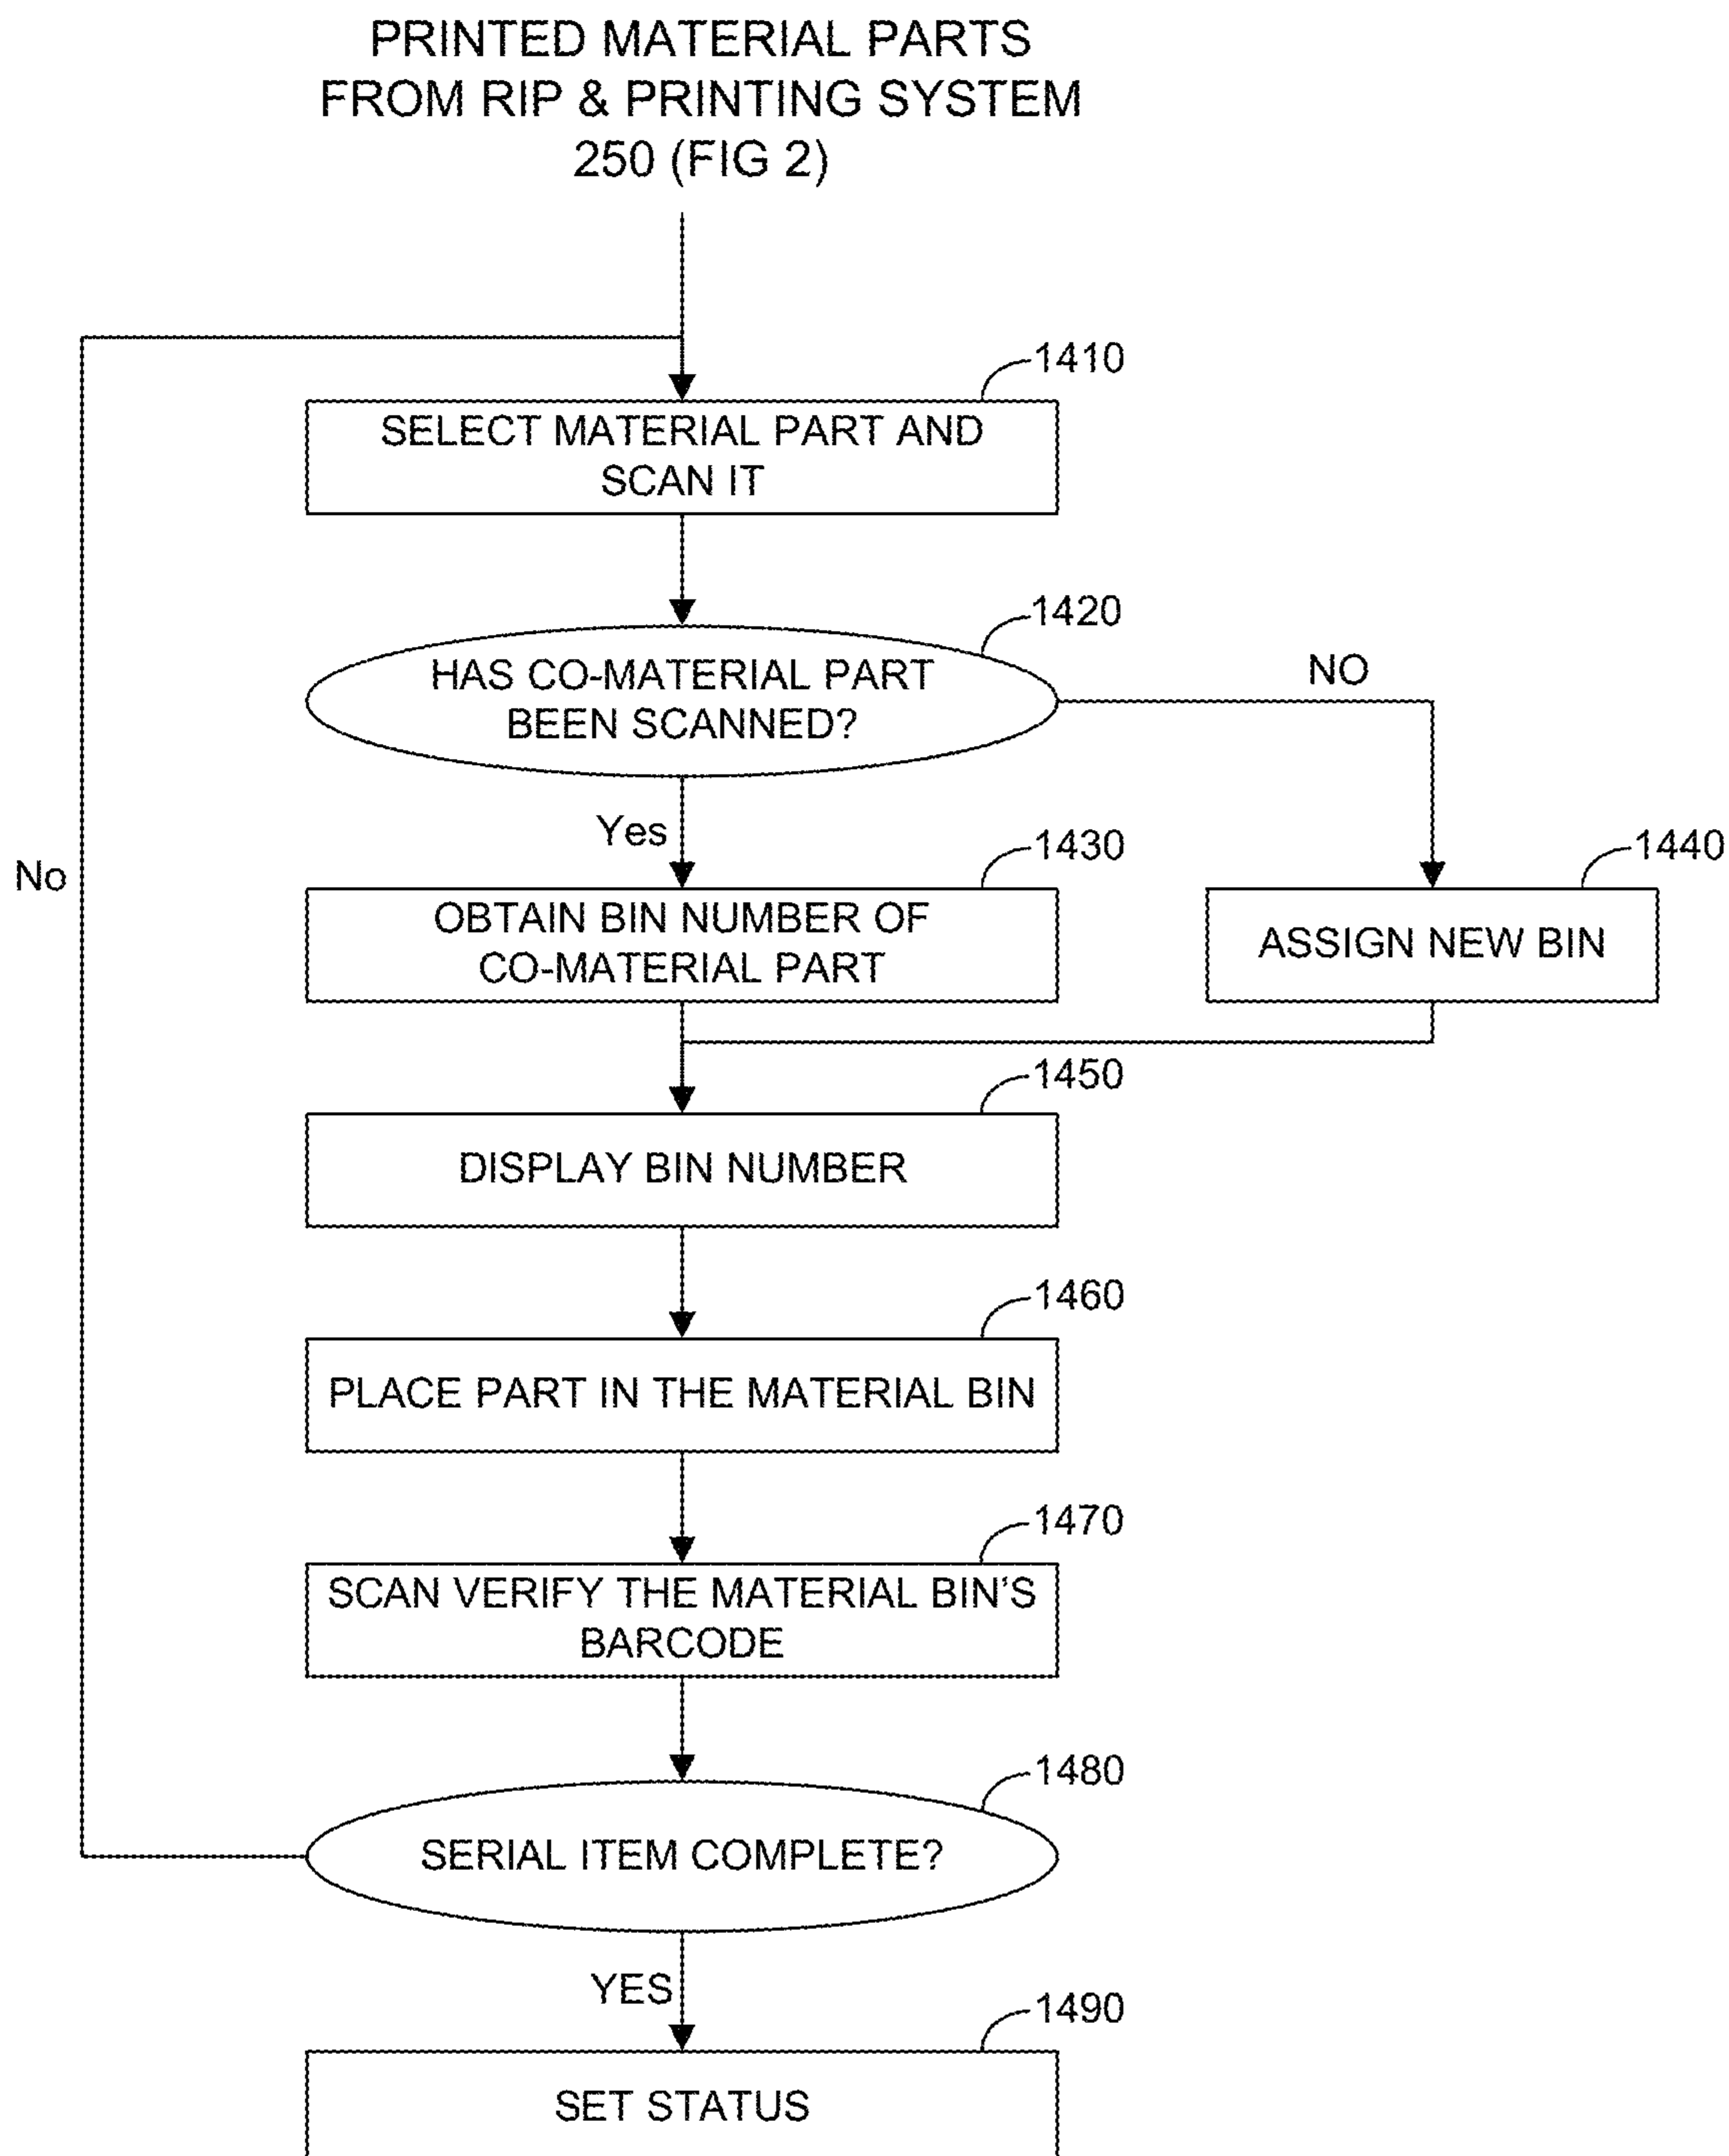 PRINTED MATERIAL PARTS
FROM RIP & PRINTING SYSTEM
250 (FIG 2)
1410
SELECT MATERIAL PART AND
SCAN IT
1420
HAS CO-MATERIAL PART
BEEN SCANNED?
NO
Yes
No
1430
OBTAIN BIN NUMBER OF
CO-MATERIAL PART
1440
ASSIGN NEW BIN
1450
DISPLAY BIN NUMBER
1460
PLACE PART IN THE MATERIAL BIN
1470
SCAN VERIFY THE MATERIAL BIN'S
BARCODE
1480
SERIAL ITEM COMPLETE?
YES
1490
SET STATUS